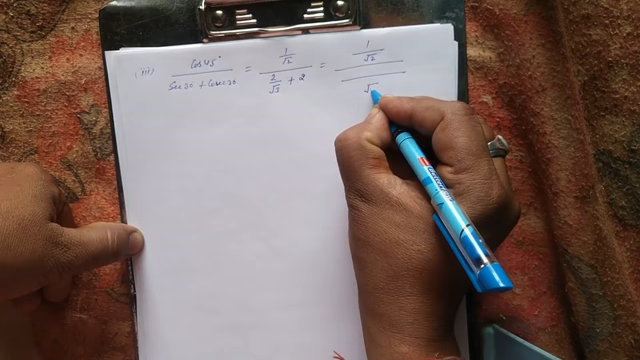 (iii) cos45° / sec30 + cosec30 = 1/√2 / 2/√3 + 2 = 1/√2 / √